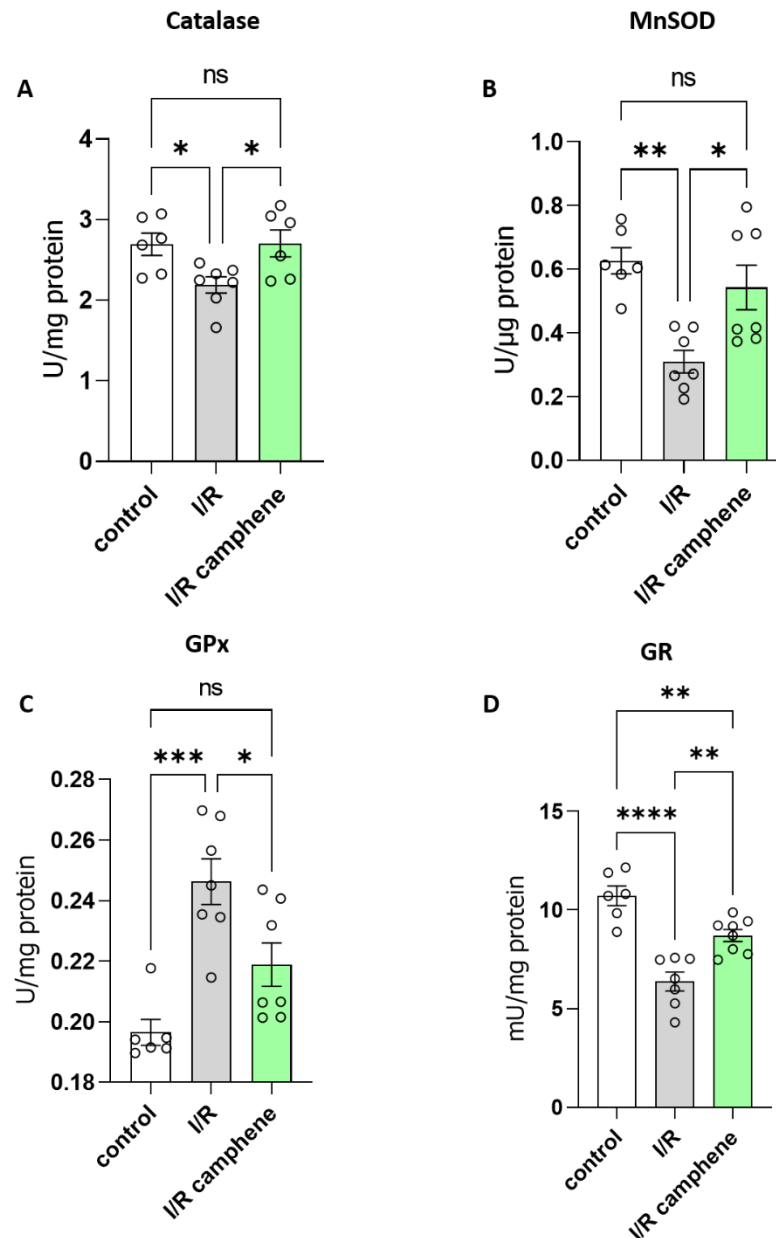 Catalase
A
ns
*
*
4
3
2
1
0
U/mg protein
control
I/R
I/R camphene
MnSOD
B
ns
**
*
1.0
0.8
0.6
0.4
0.2
0.0
U/µg protein
control
I/R
I/R camphene
GPx
C
ns
***
*
0.28
0.26
0.24
0.22
0.20
0.18
U/mg protein
control
I/R
I/R camphene
GR
D
**
**
****
15
10
5
0
mU/mg protein
control
I/R
I/R camphene